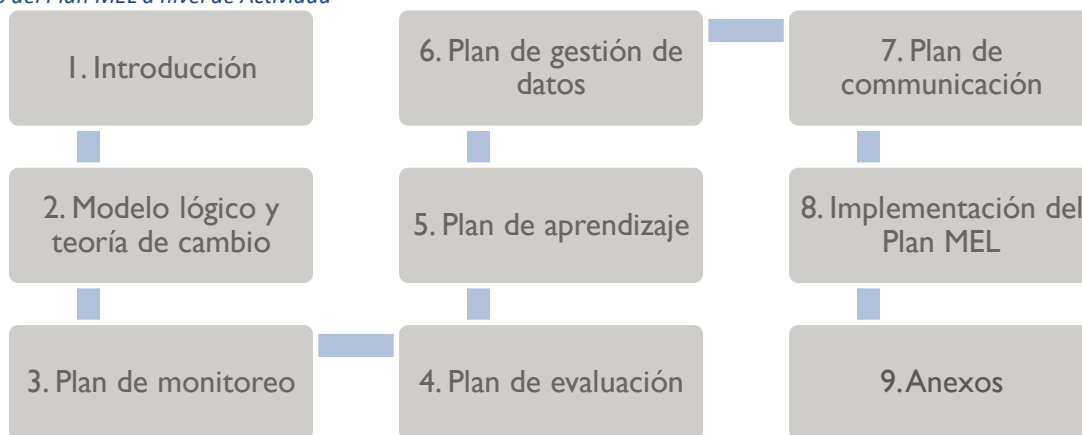 del Plan MEL a nivel de Actividad
1. Introducción
2. Modelo lógico y
teoría de cambio
3. Plan de monitoreo
4. Plan de evaluación
5. Plan de aprendizaje
6. Plan de gestión de
datos
7. Plan de
communicación
8. Implementación del
Plan MEL
9. Anexos